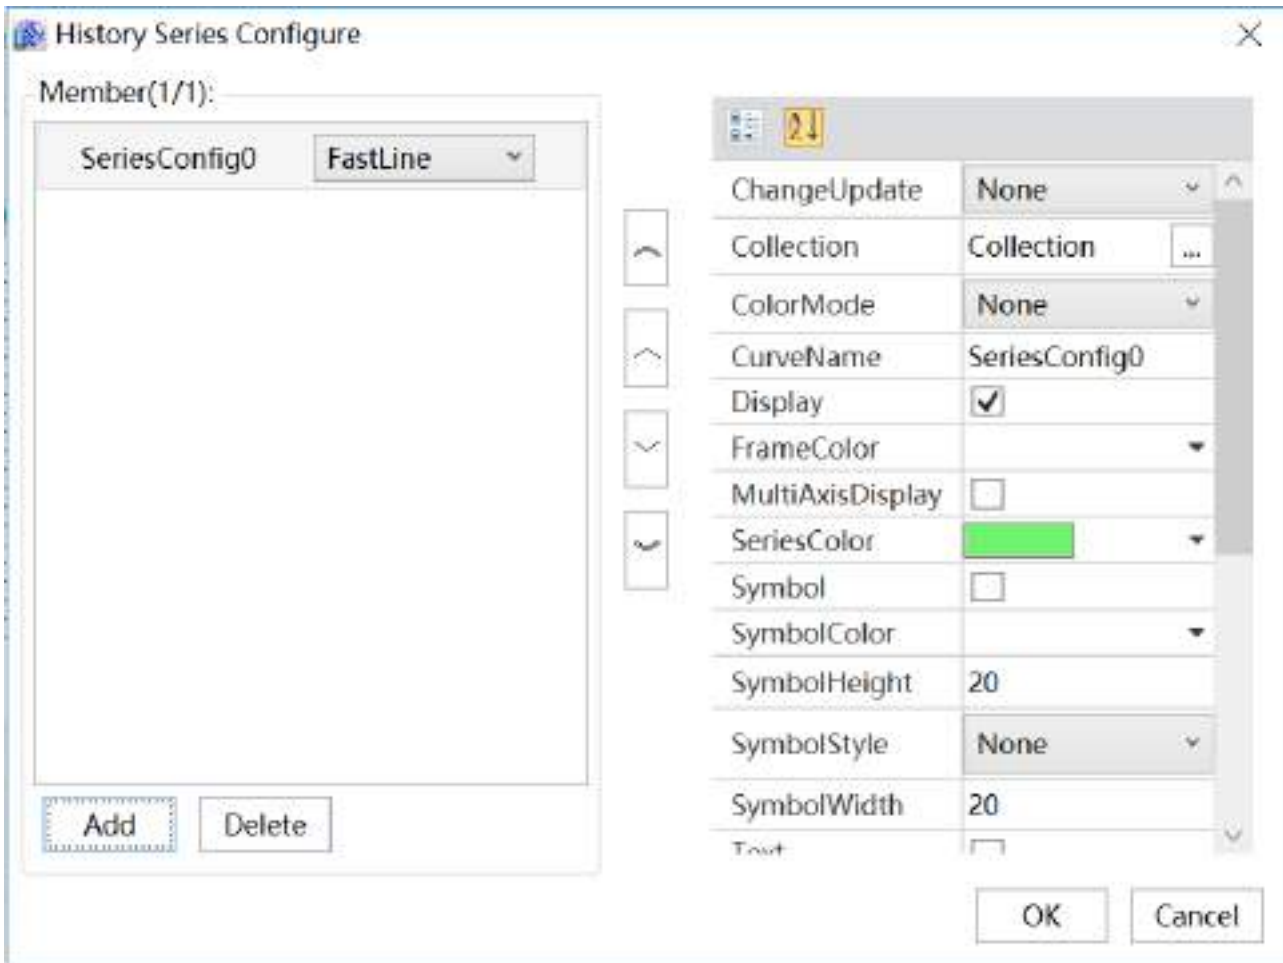 History Series Configure
Member(1/1):
SeriesConfig0 FastLine
Add Delete
ChangeUpdate None
Collection Collection ...
ColorMode None
CurveName SeriesConfig0
Display
FrameColor
MultiAxisDisplay
SeriesColor
Symbol
SymbolColor
SymbolHeight 20
SymbolStyle None
SymbolWidth 20
Text
OK Cancel